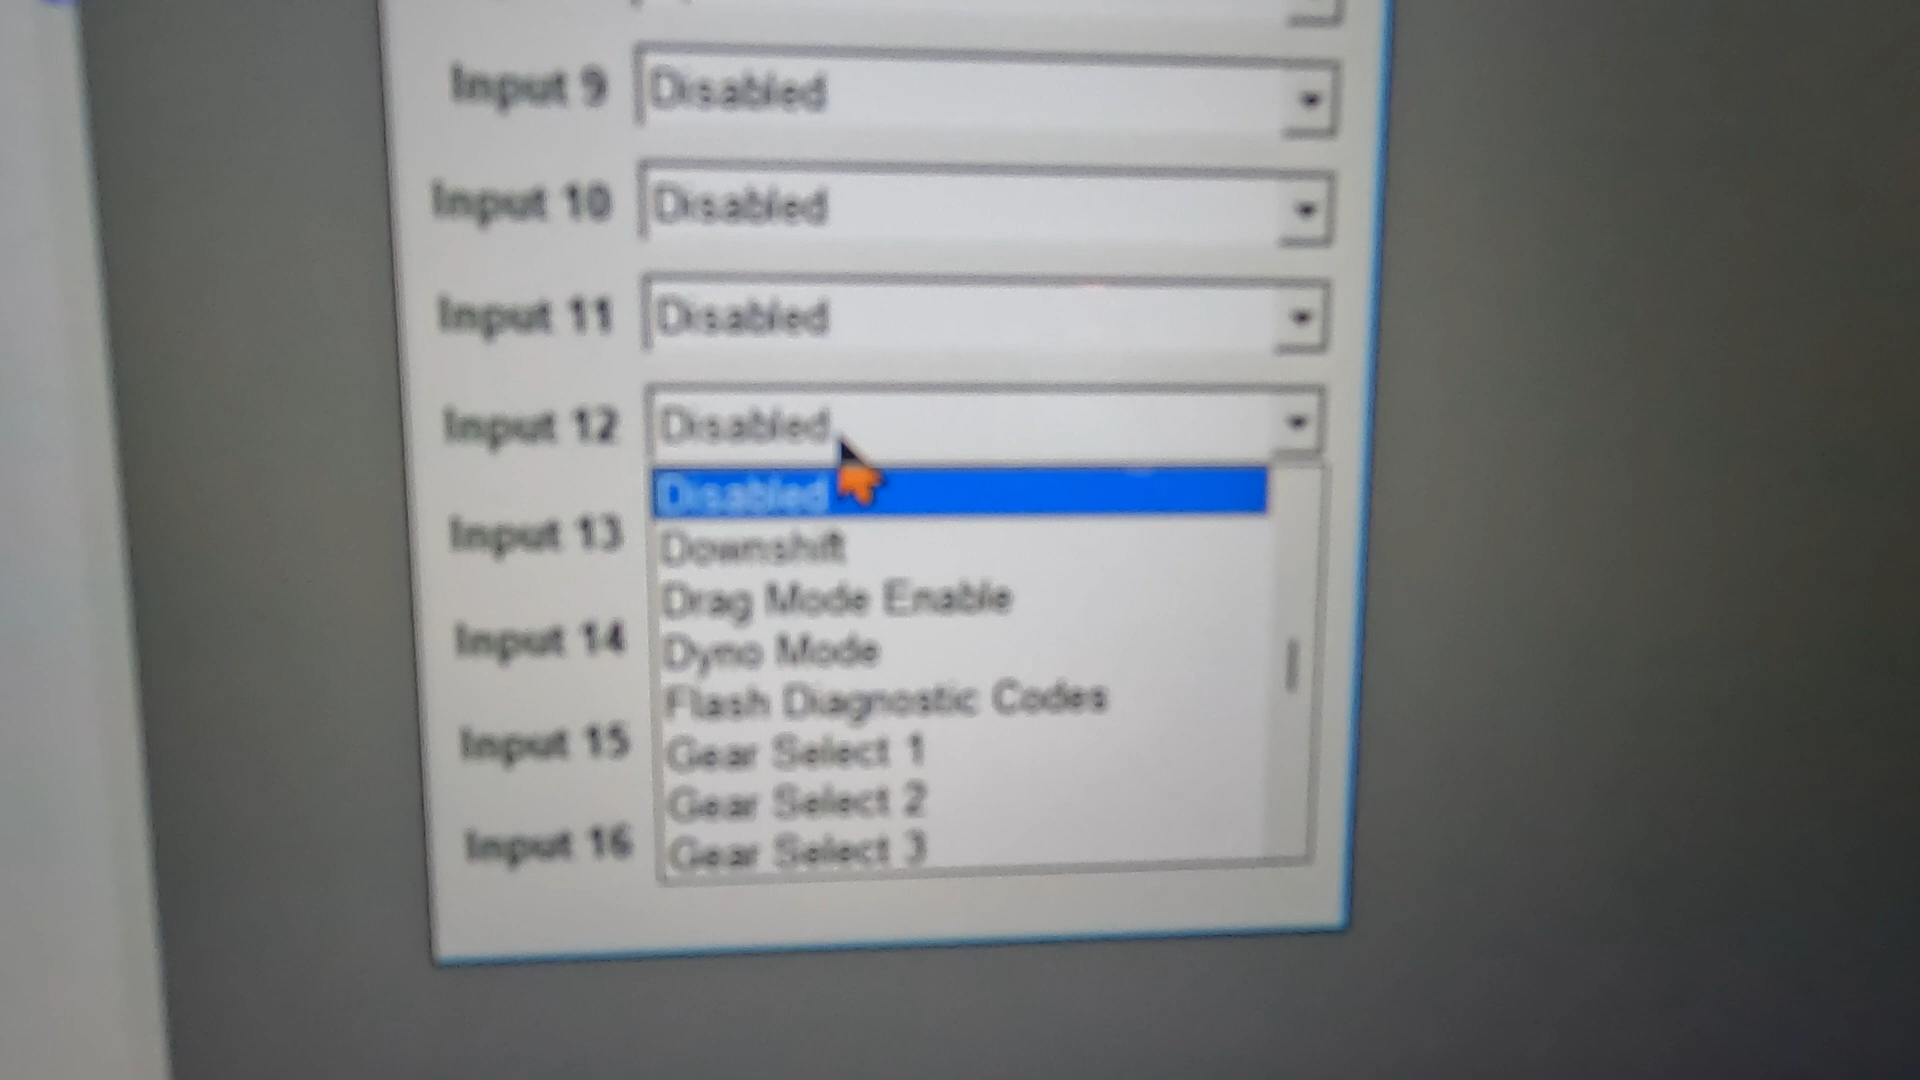 Input 9 Disabled
Input 10 Disabled
Input 11 Disabled
Input 12 Disabled
Disabled
Downshift
Input 13
Drag Mode Enable
Input 14
Dyno Mode
Flash Diagnostic Codes
Input 15
Gear Select 1
Gear Select 2
Input 16
Gear Select 3